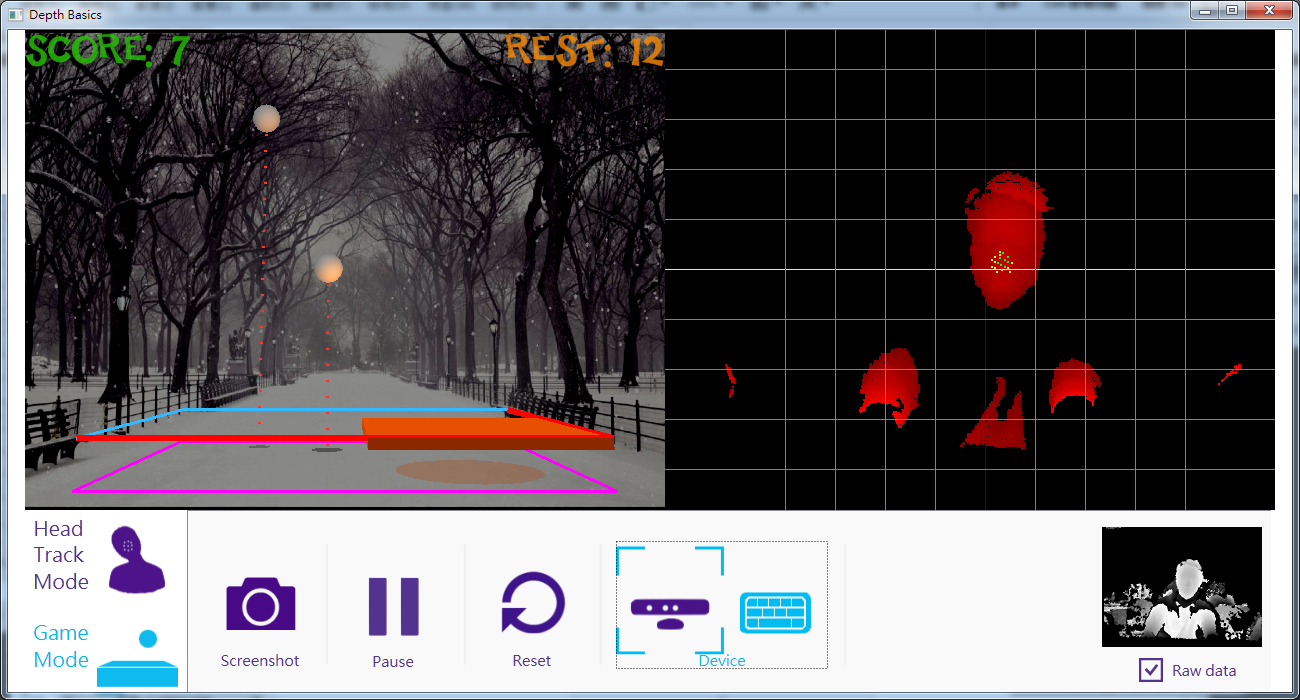 Depth Basics
SCORE: 7
REST: 12
Head
Track
Mode
Game
Mode
Screenshot
Pause
Reset
Device
Raw data